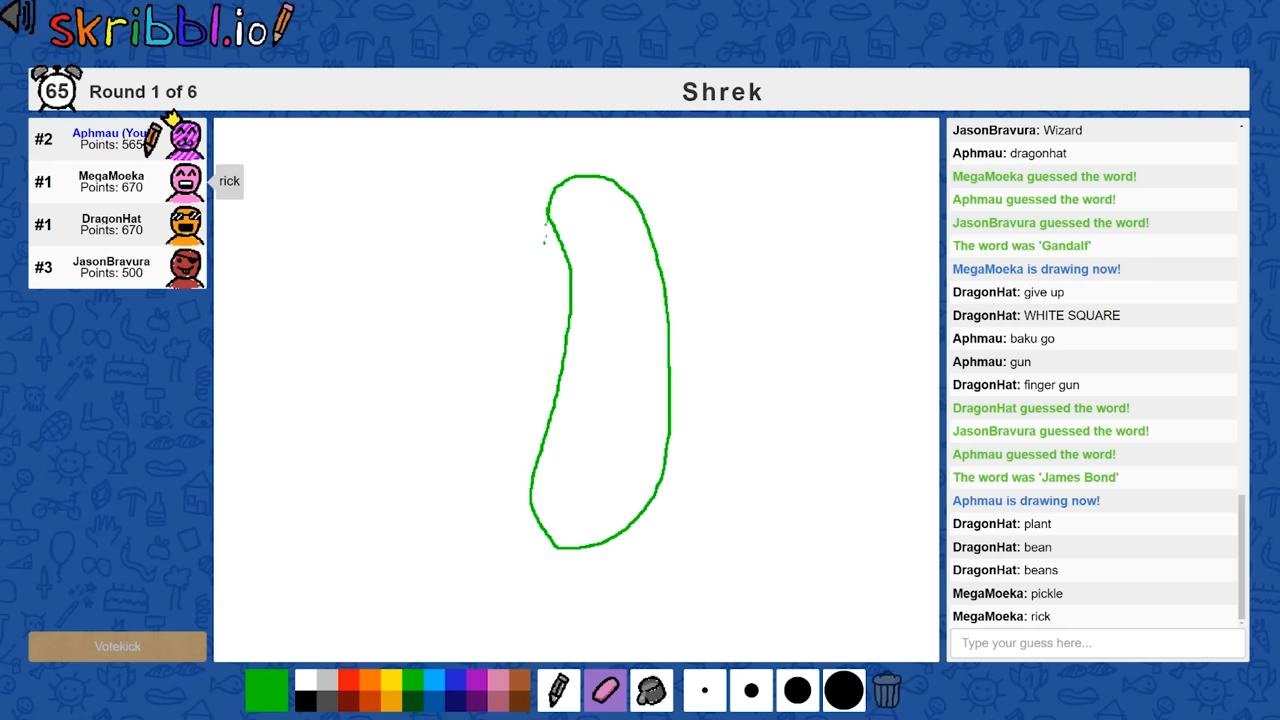 skribbl.io
65 Round 1 of 6
Shrek
#2 Aphmau (You
Points: 565
#1 MegaMoeka
Points: 670
rick
#1 DragonHat
Points: 670
#3 JasonBravura
Points: 500
Votekick
JasonBravura: Wizard
Aphmau: dragonhat
MegaMoeka guessed the word!
Aphmau guessed the word!
JasonBravura guessed the word!
The word was 'Gandalf'
MegaMoeka is drawing now!
DragonHat: give up
DragonHat: WHITE SQUARE
Aphmau: baku go
Aphmau: gun
DragonHat: finger gun
DragonHat guessed the word!
JasonBravura guessed the word!
Aphmau guessed the word!
The word was 'James Bond'
Aphmau is drawing now!
DragonHat: plant
DragonHat: bean
DragonHat: beans
MegaMoeka: pickle
MegaMoeka: rick
Type your guess here...